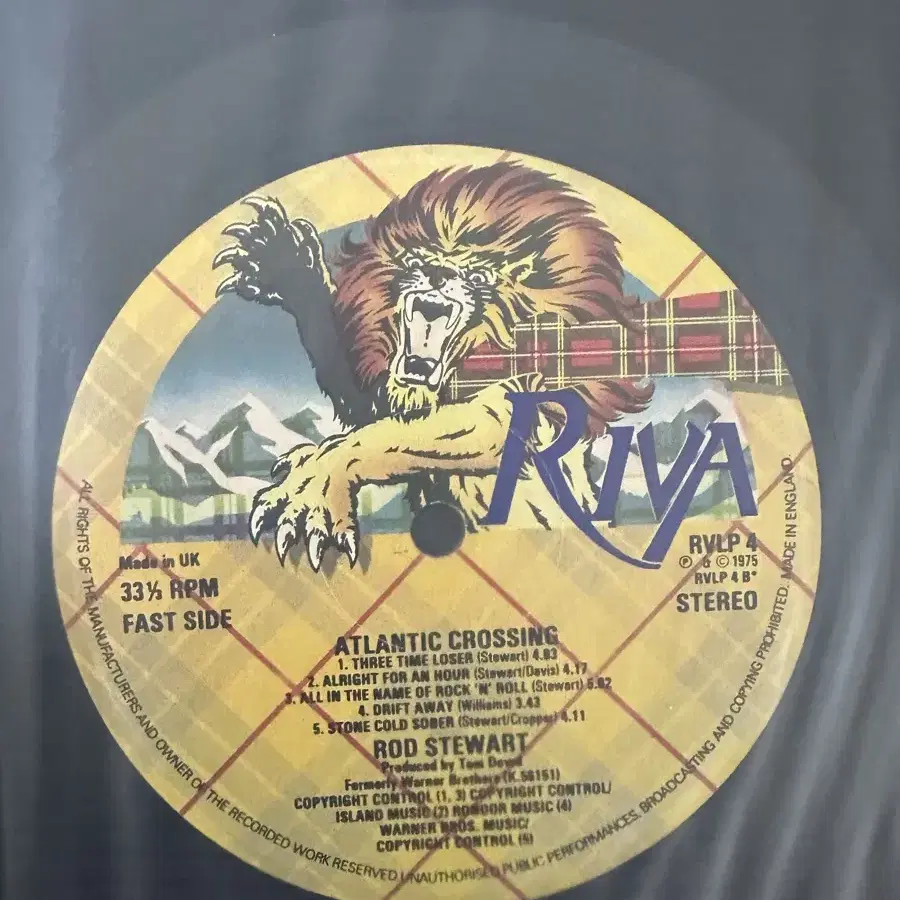 RIVA
RVLP 4
Ⓟ & © 1975
RVLP 4 B*
STEREO
Made in UK
33⅓ RPM
FAST SIDE
ATLANTIC CROSSING
1. THREE TIME LOSER (Stewart) 4.03
2. ALRIGHT FOR AN HOUR (Stewart/Davis) 4.17
3. ALL IN THE NAME OF ROCK 'N' ROLL (Stewart) 5.02
4. DRIFT AWAY (Williams) 3.43
5. STONE COLD SOBER (Stewart/Cropper) 4.11
ROD STEWART
Produced by Tom Dowd
Formerly Warner Brothers (K.56151)
COPYRIGHT CONTROL (1, 3) COPYRIGHT CONTROL/
ISLAND MUSIC (2) RONDOR MUSIC (4)
WARNER BROS. MUSIC/
COPYRIGHT CONTROL (5)
ALL RIGHTS OF THE MANUFACTURERS AND OWNER OF THE RECORDED WORK RESERVED. UNAUTHORISED PUBLIC PERFORMANCES, BROADCASTING AND COPYING PROHIBITED. MADE IN ENGLAND.